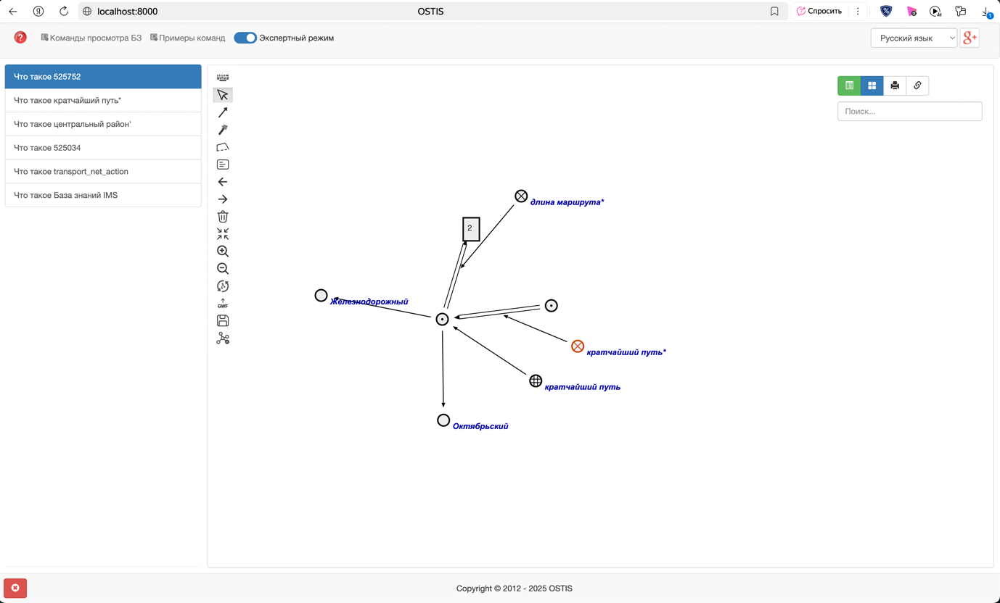 localhost:8000
OSTIS
Спросить
1
Команды просмотра БЗ
Примеры команд
Экспертный режим
Русский язык
g+
Что такое 525752
Что такое кратчайший путь*
Что такое центральный район'
Что такое 525034
Что такое transport_net_action
Что такое База знаний IMS
GWF
Поиск...
длина маршрута*
2
Железнодорожный
кратчайший путь*
кратчайший путь
Октябрьский
Copyright © 2012 - 2025 OSTIS